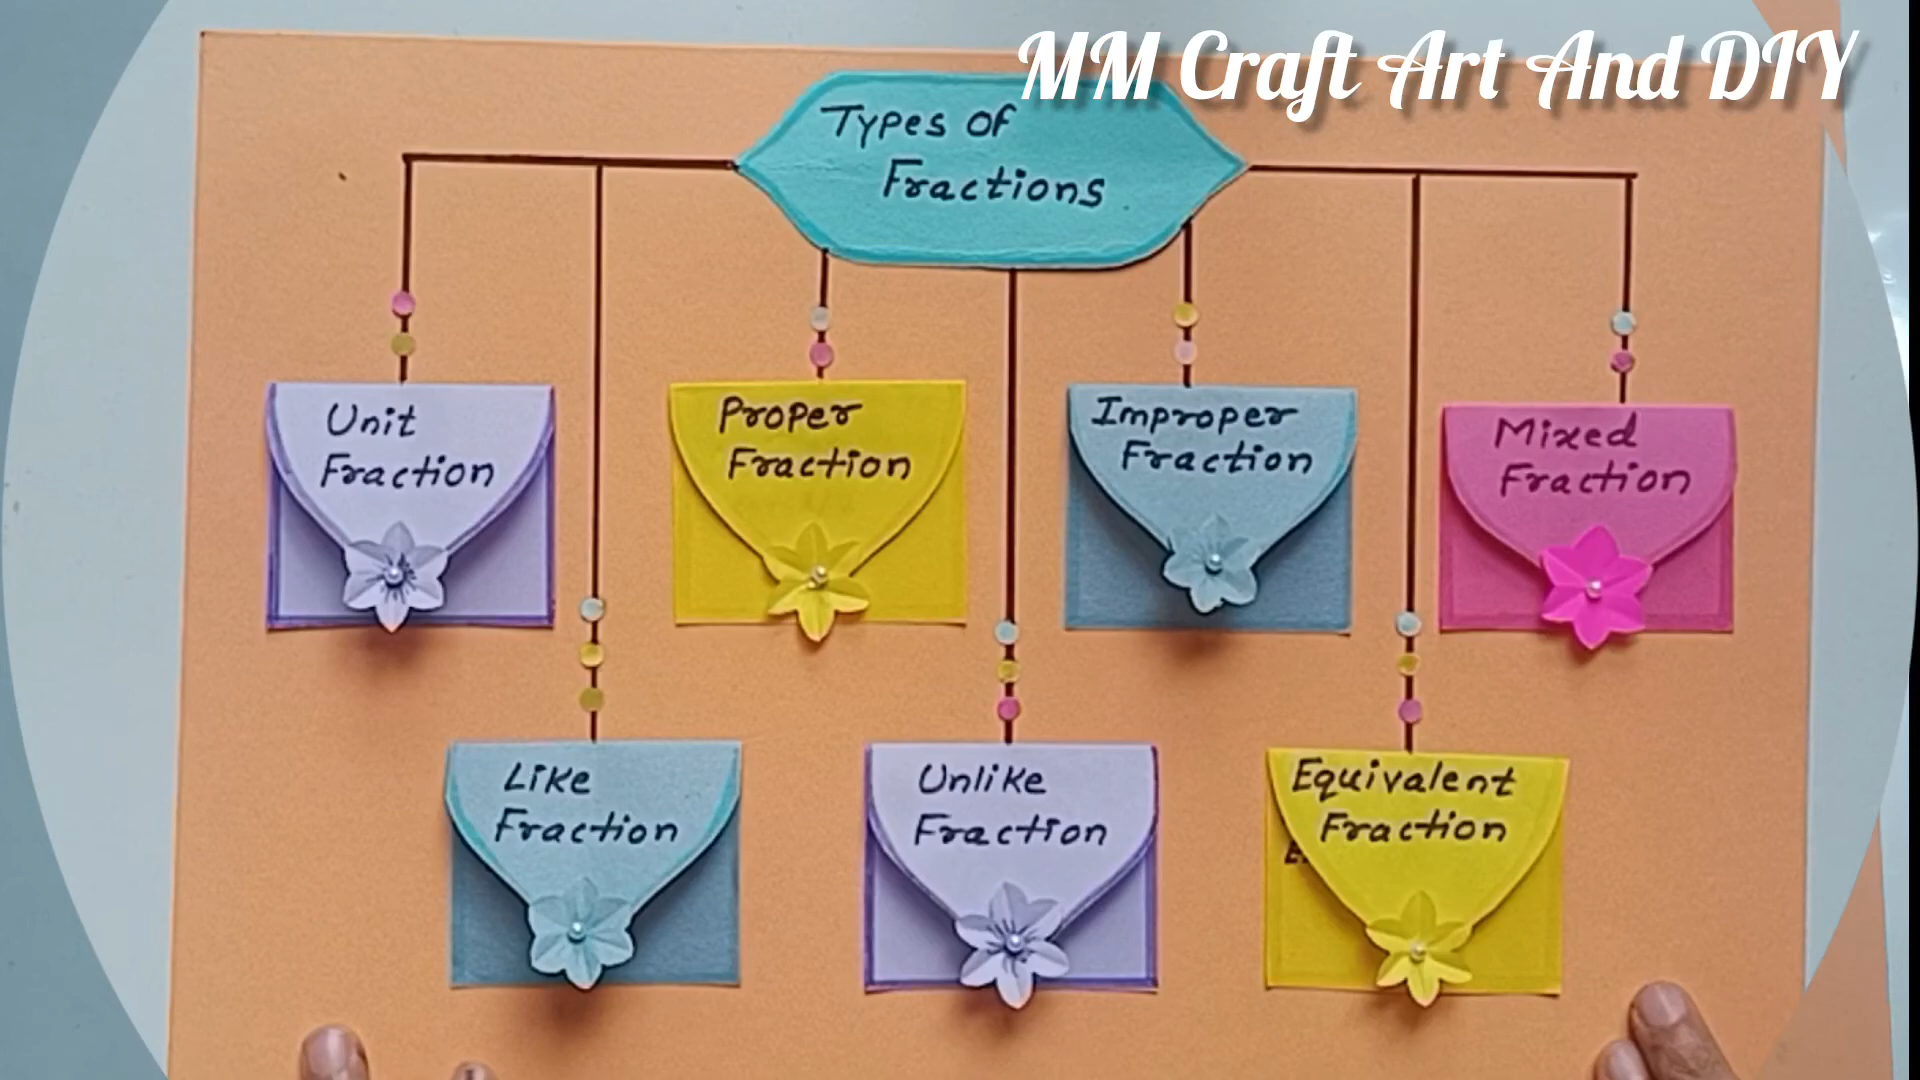 MM Craft Art And DIY
Types of
Fractions
Unit
Fraction
Proper
Fraction
Improper
Fraction
Mixed
Fraction
Like
Fraction
Unlike
Fraction
Equivalent
Fraction